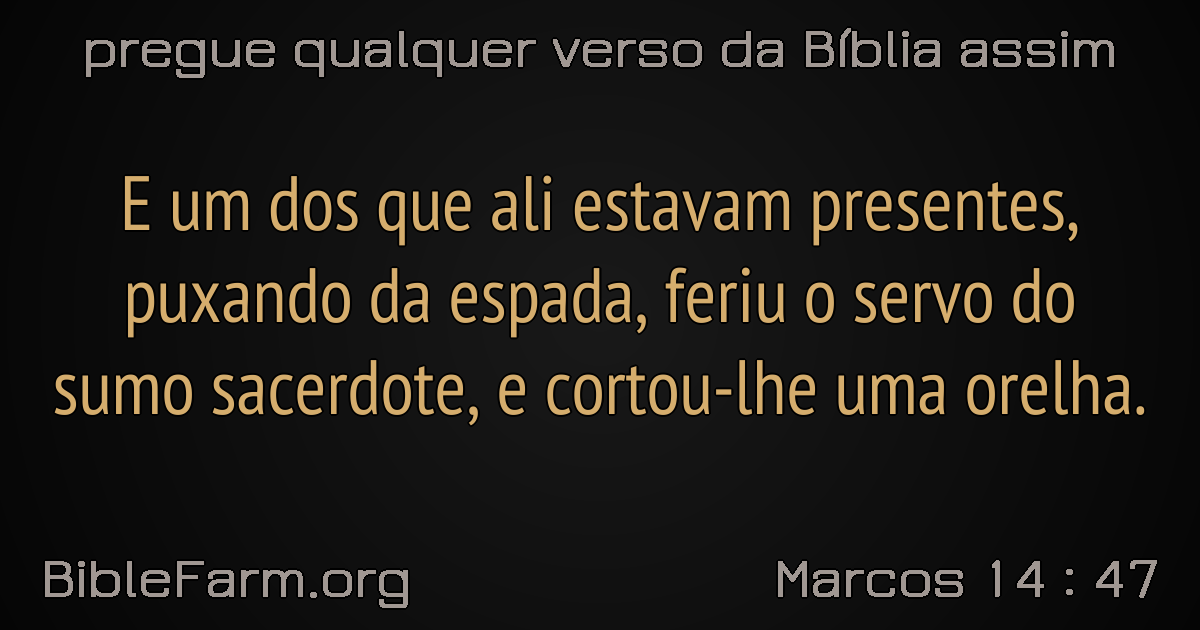 pregue qualquer verso da Bíblia assim
E um dos que ali estavam presentes,
puxando da espada, feriu o servo do
sumo sacerdote, e cortou-lhe uma orelha.
BibleFarm.org
Marcos 14 : 47